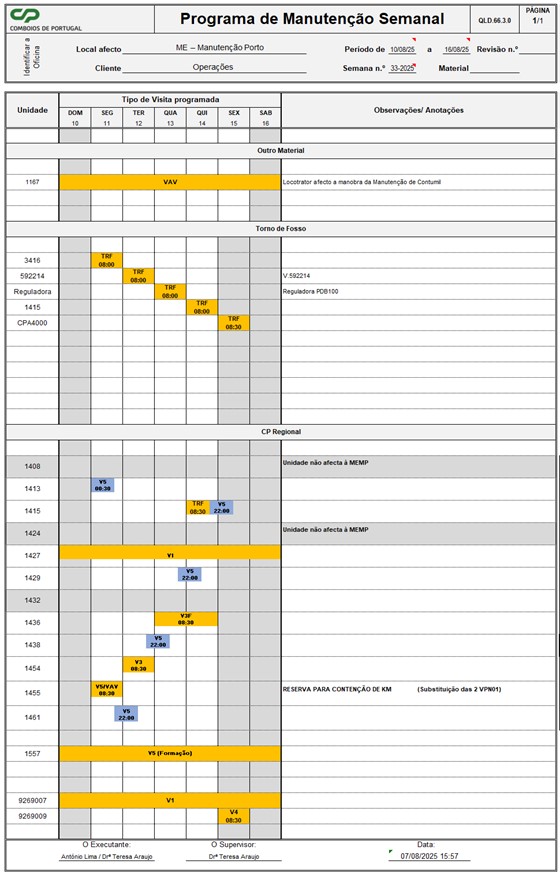 CP
COMBOIOS DE PORTUGAL
Programa de Manutenção Semanal
QLD.66.3.0
PÁGINA
1/1
Identificar a Oficina
Local afecto ME – Manutenção Porto
Periodo de 10/08/25 a 16/08/25 Revisão n.º
Cliente Operações
Semana n.º 33-2025 Material
Unidade
Tipo de Visita programada
Observações/ Anotações
DOM SEG TER QUA QUI SEX SAB
10 11 12 13 14 15 16
Outro Material
1167 VAV Locotrator afecto a manobra da Manutenção de Contumil
Torno de Fosso
3416 TRF 08:00
592214 TRF 08:00 V.592214
Reguladora TRF 08:00 Reguladora PDB100
1415 TRF 08:00
CPA4000 TRF 08:30
CP Regional
1408 Unidade não afecta à MEMP
1413 V5 00:30
1415 TRF 08:30 V5 22:00
1424 Unidade não afecta à MEMP
1427 V1
1429 V5 22:00
1432
1436 V3F 08:30
1438 V5 22:00
1454 V3 08:30
1455 V5/VAV 08:30 RESERVA PARA CONTENÇÃO DE KM (Substituição das 2 VPN01)
1461 V5 22:00
1557 V5 (Formação)
9269007 V1
9269009 V4 08:30
O Executante: O Supervisor: Data:
António Lima / Drª Teresa Araujo Drª Teresa Araujo 07/08/2025 15:57